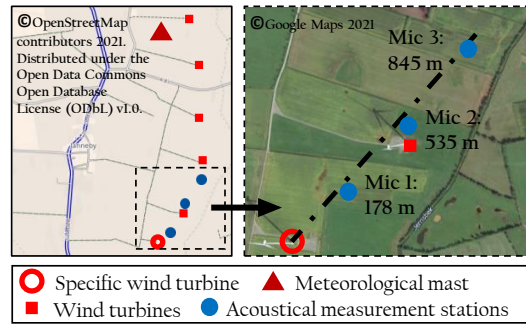 ©OpenStreetMap
contributors 2021.
Distributed under the
Open Data Commons
Open Database
License (ODbL) v1.0.
Janneby
©Google Maps 2021
Mic 3:
845 m
Mic 2:
535 m
Mic 1:
178 m
Specific wind turbine
Meteorological mast
Wind turbines
Acoustical measurement stations